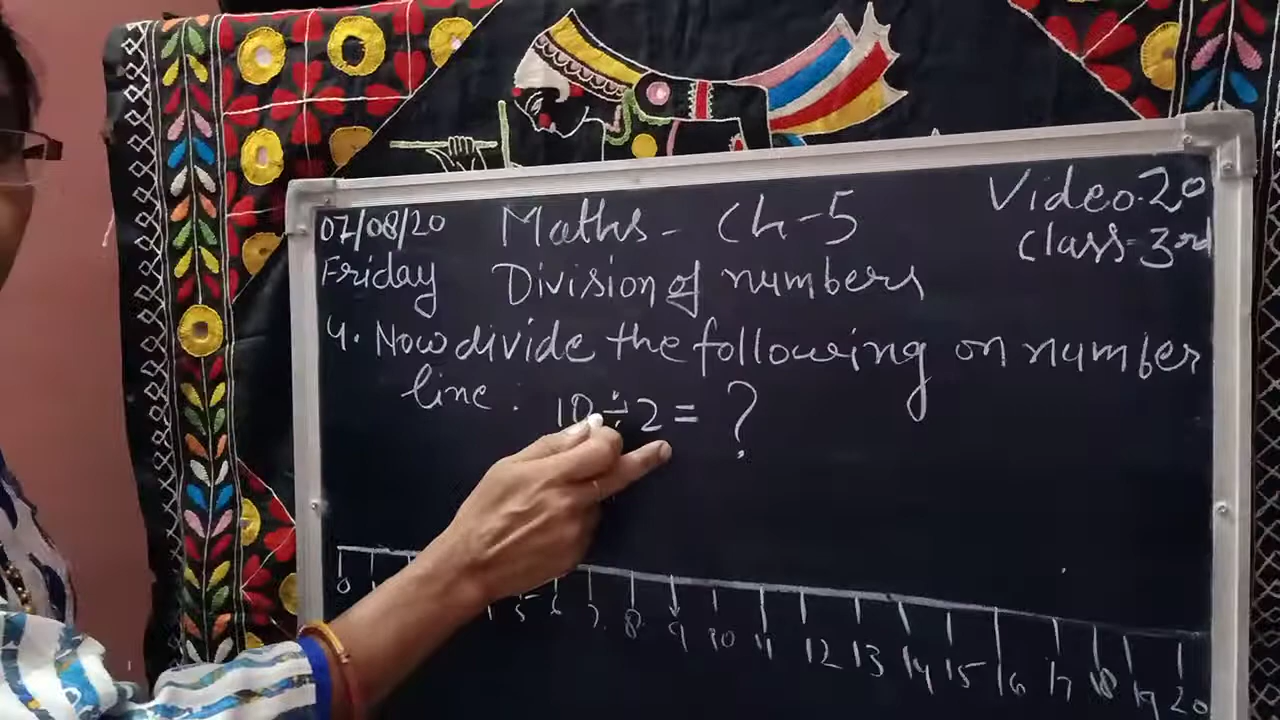 07/08/20 Maths - Ch-5 Video-20
Friday Division of numbers Class-3rd
4. Now divide the following on number
line: 10÷2 = ?
0 5 6 7 8 9 10 11 12 13 14 15 16 17 18 19 20